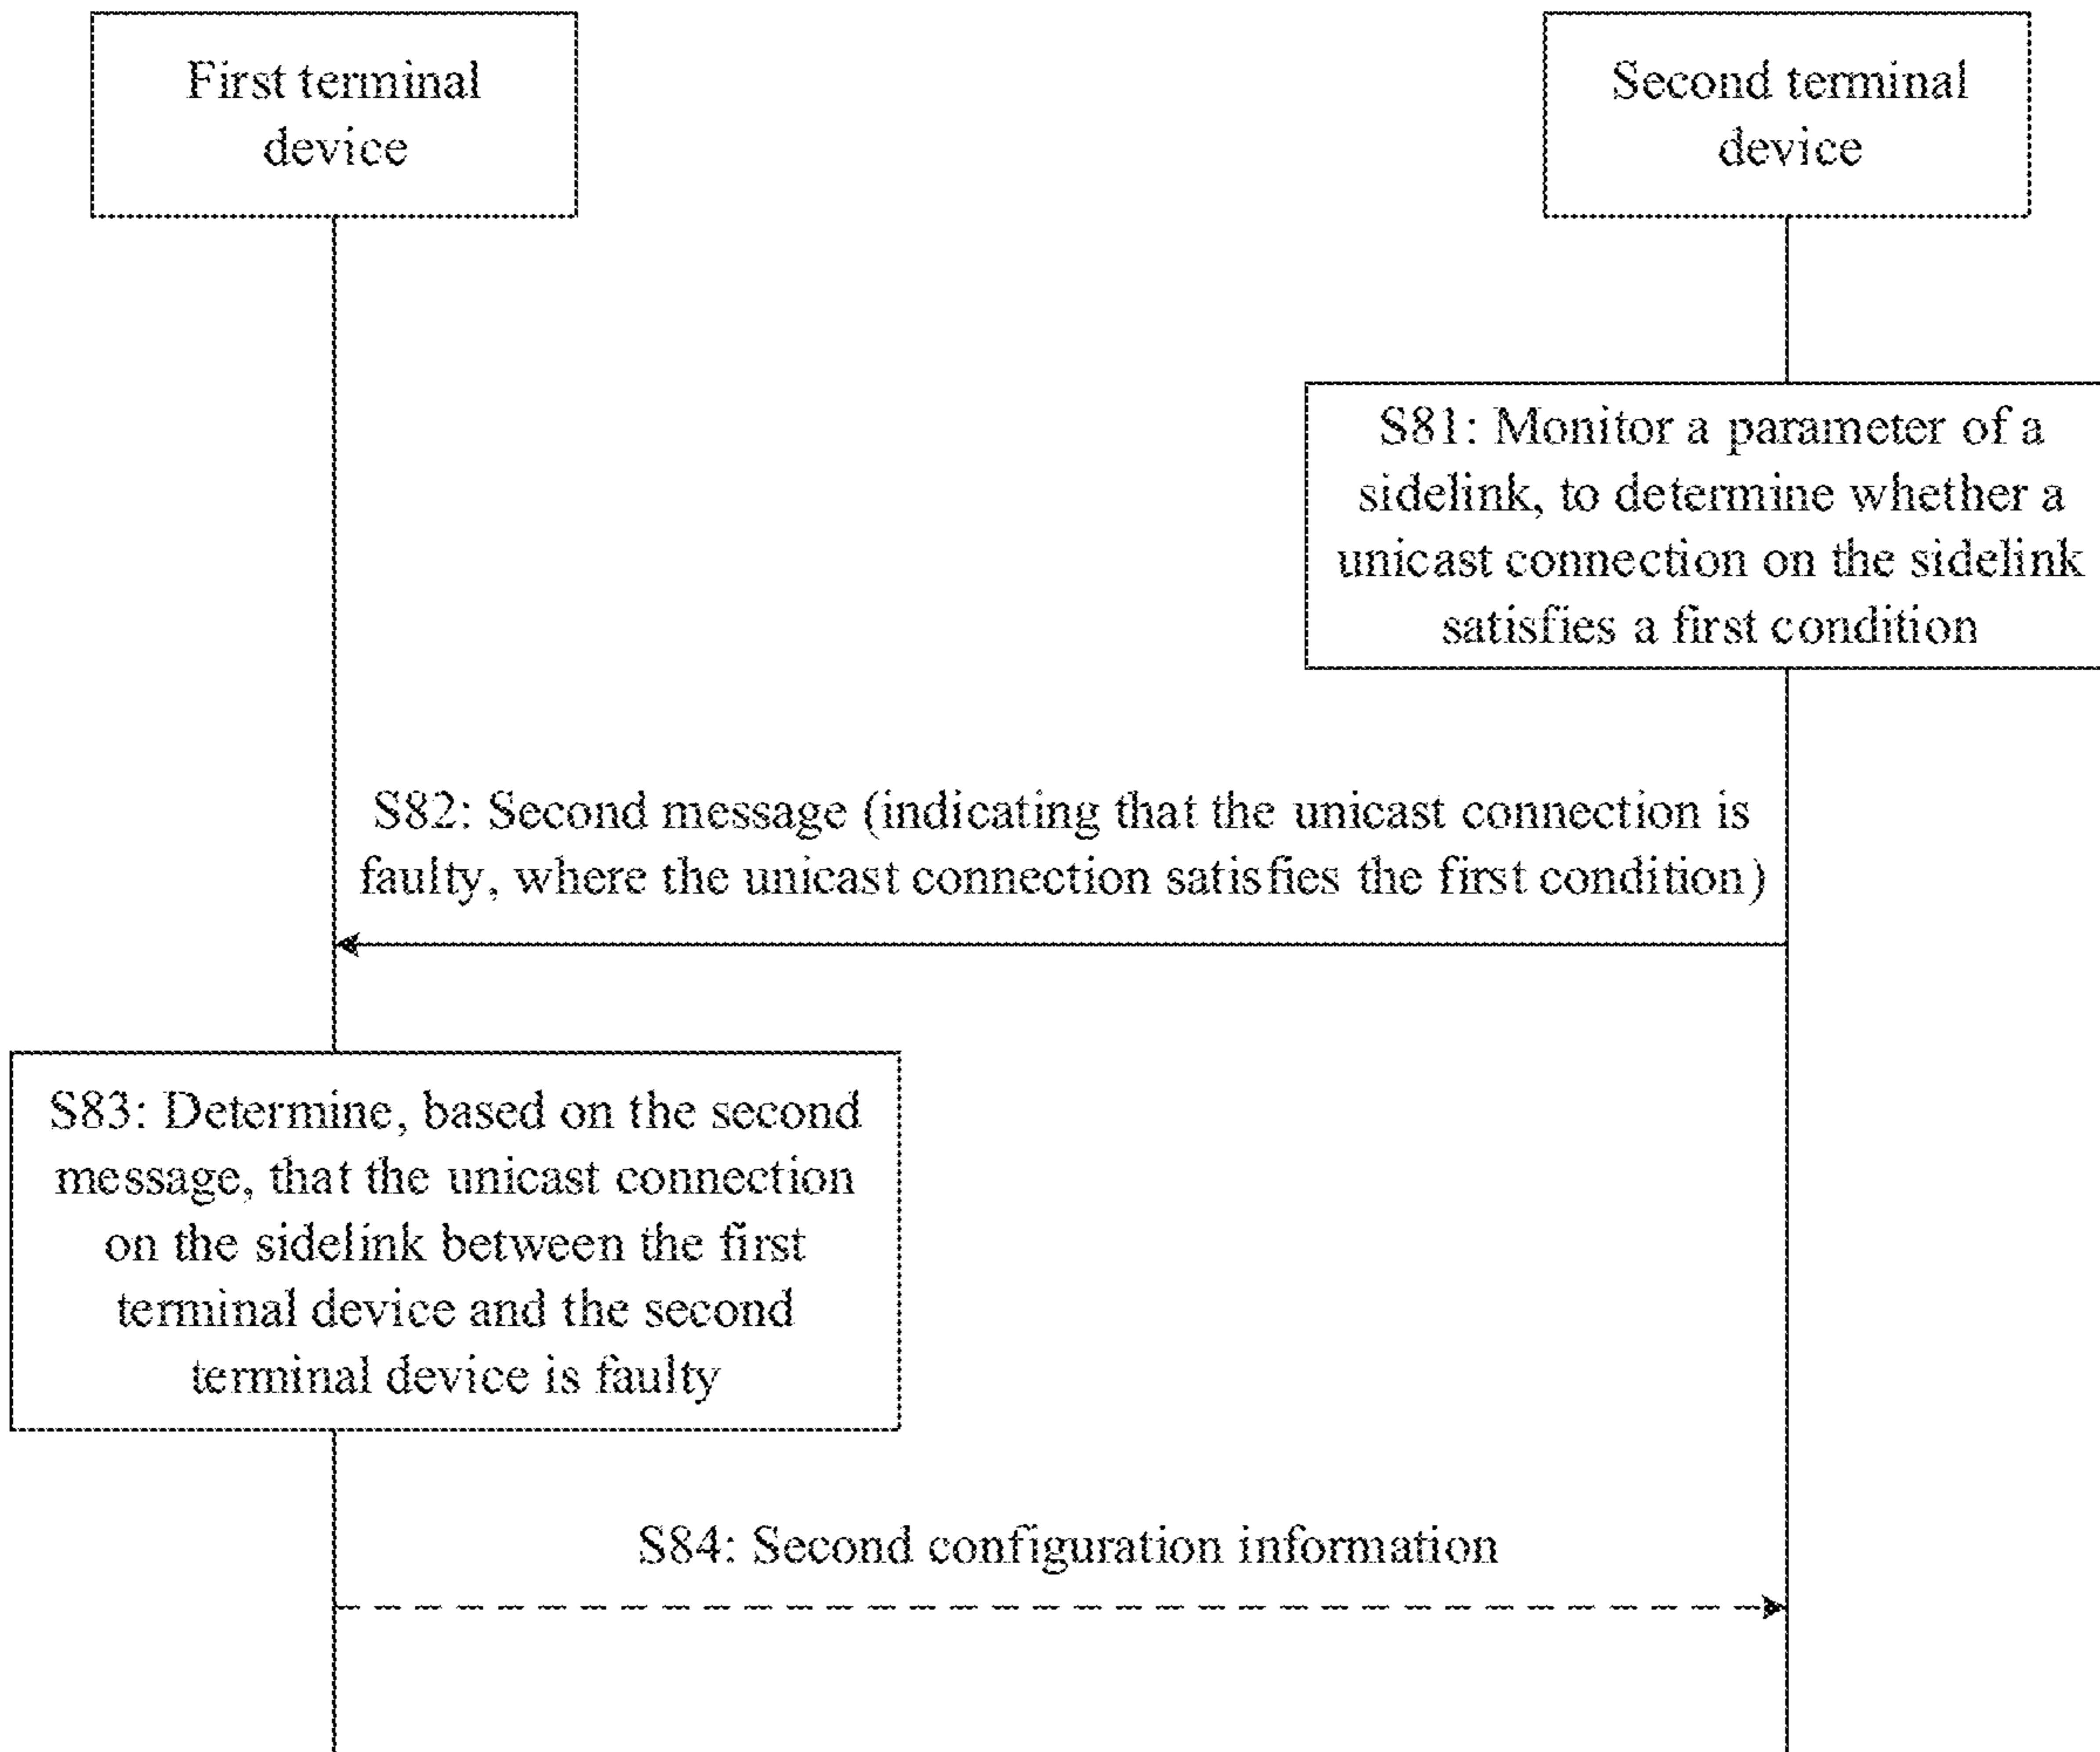 First terminal
device
Second terminal
device
S81: Monitor a parameter of a
sidelink, to determine whether a
unicast connection on the sidelink
satisfies a first condition
S82: Second message (indicating that the unicast connection is
faulty, where the unicast connection satisfies the first condition)
S83: Determine, based on the second
message, that the unicast connection
on the sidelink between the first
terminal device and the second
terminal device is faulty
S84: Second configuration information